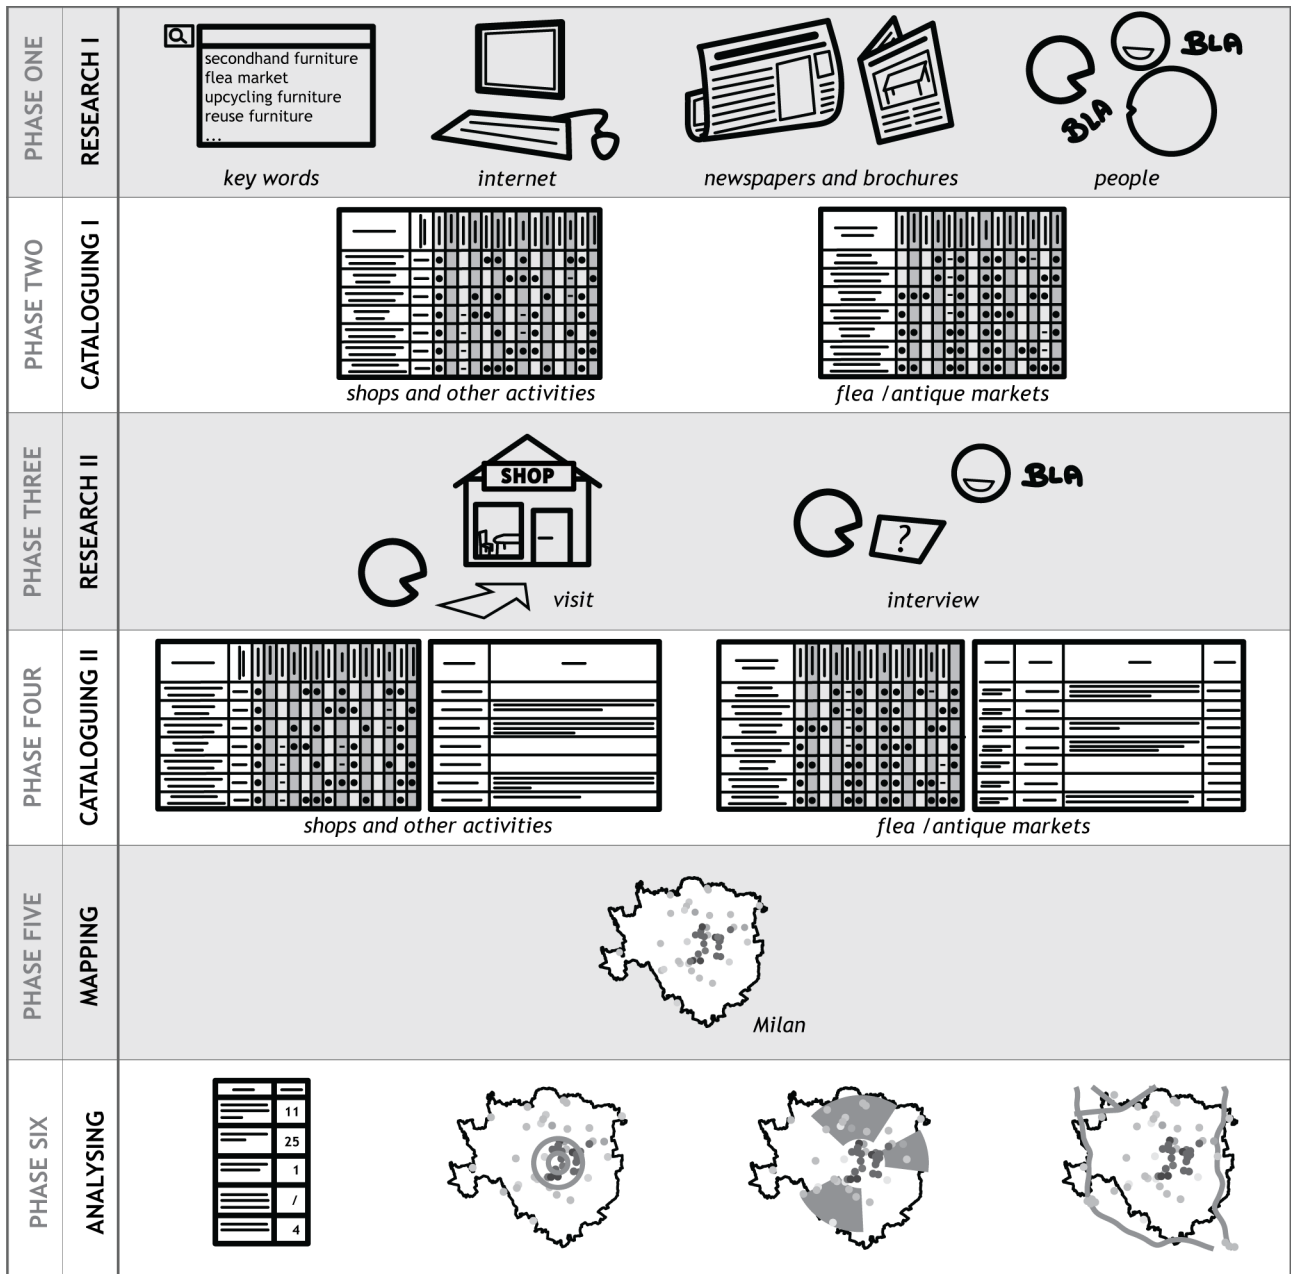 PHASE ONE
RESEARCH I
secondhand furniture
flea market
upcycling furniture
reuse furniture
...
BLA
BLA
key words
internet
newspapers and brochures
people
PHASE TWO
CATALOGUING I
shops and other activities
flea /antique markets
PHASE THREE
RESEARCH II
SHOP
?
BLA
visit
interview
PHASE FOUR
CATALOGUING II
shops and other activities
flea /antique markets
PHASE FIVE
MAPPING
Milan
PHASE SIX
ANALYSING
11
25
1
/
4